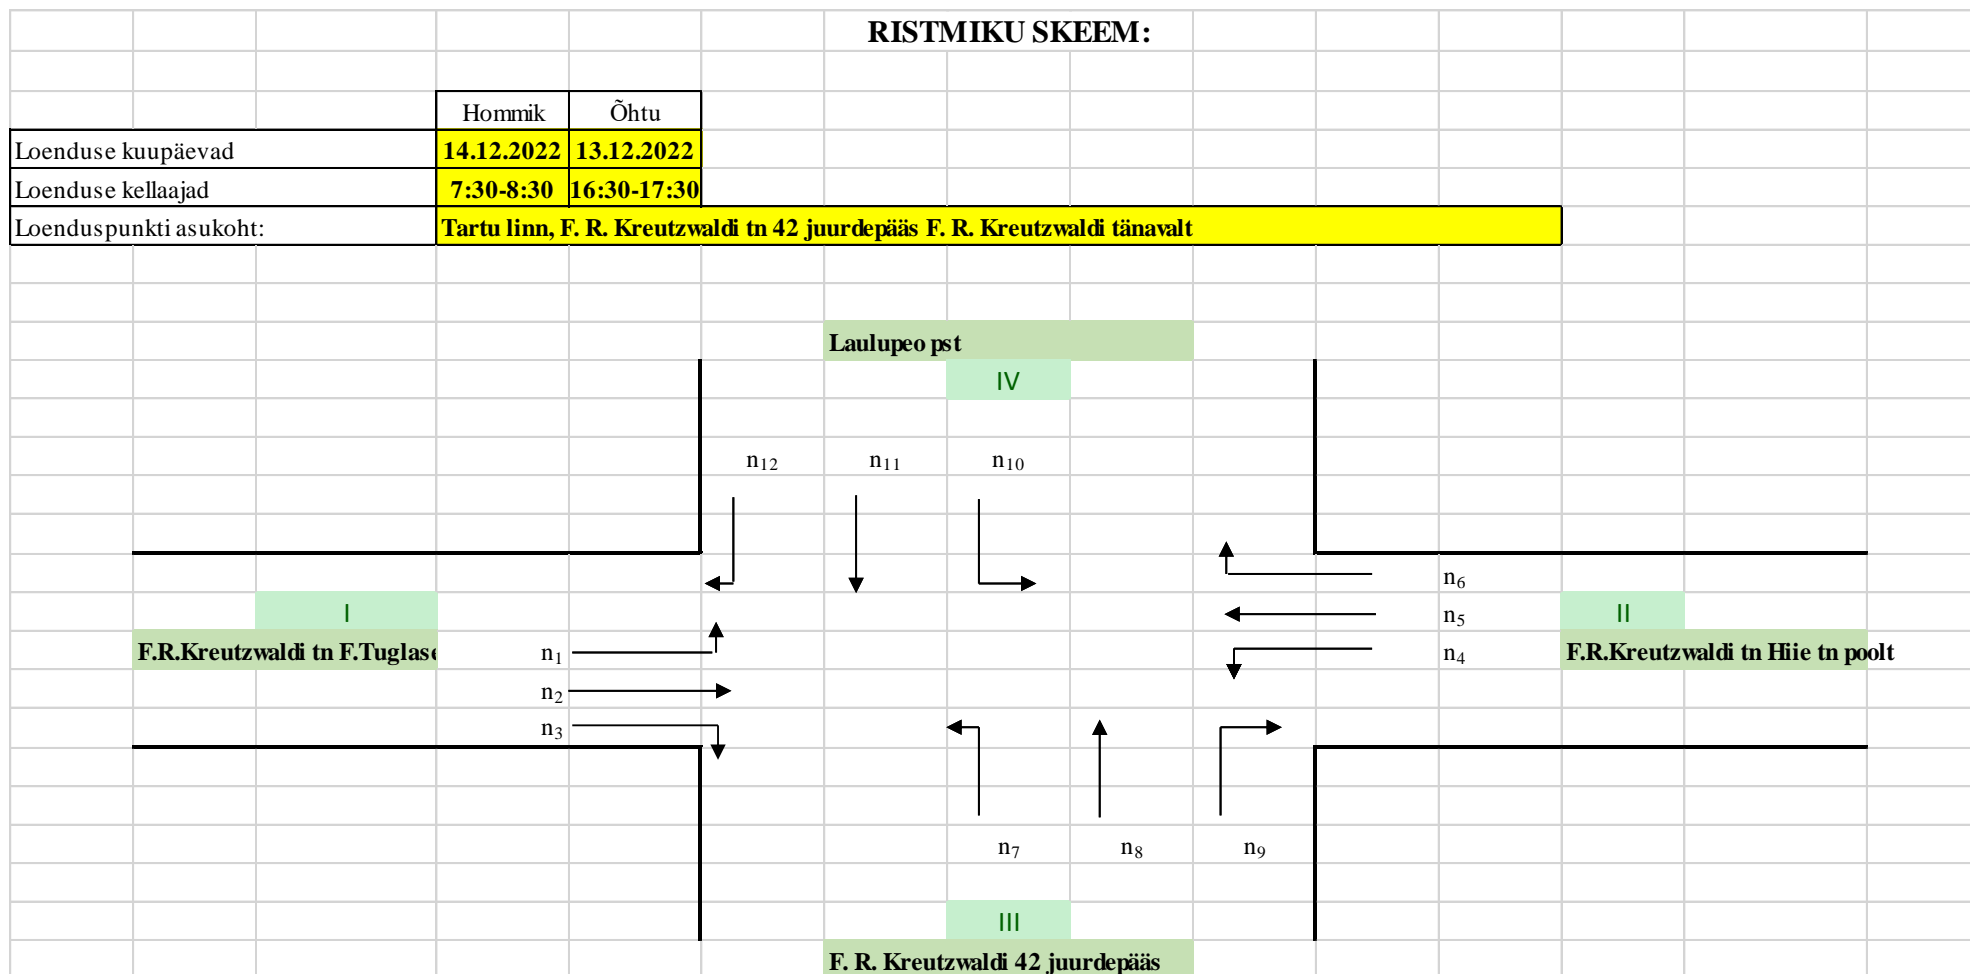 RISTMIKU SKEEM:
Hommik Õhtu
Loenduse kuupäevad 14.12.2022 13.12.2022
Loenduse kellaajad 7:30-8:30 16:30-17:30
Loenduspunkti asukoht: Tartu linn, F. R. Kreutzwaldi tn 42 juurdepääs F. R. Kreutzwaldi tänavalt
Laulupeo pst
IV
n12 n11 n10
n6
I n5 II
F.R.Kreutzwaldi tn F.Tuglase n1 n4 F.R.Kreutzwaldi tn Hiie tn poolt
n2
n3
n7 n8 n9
III
F. R. Kreutzwaldi 42 juurdepääs